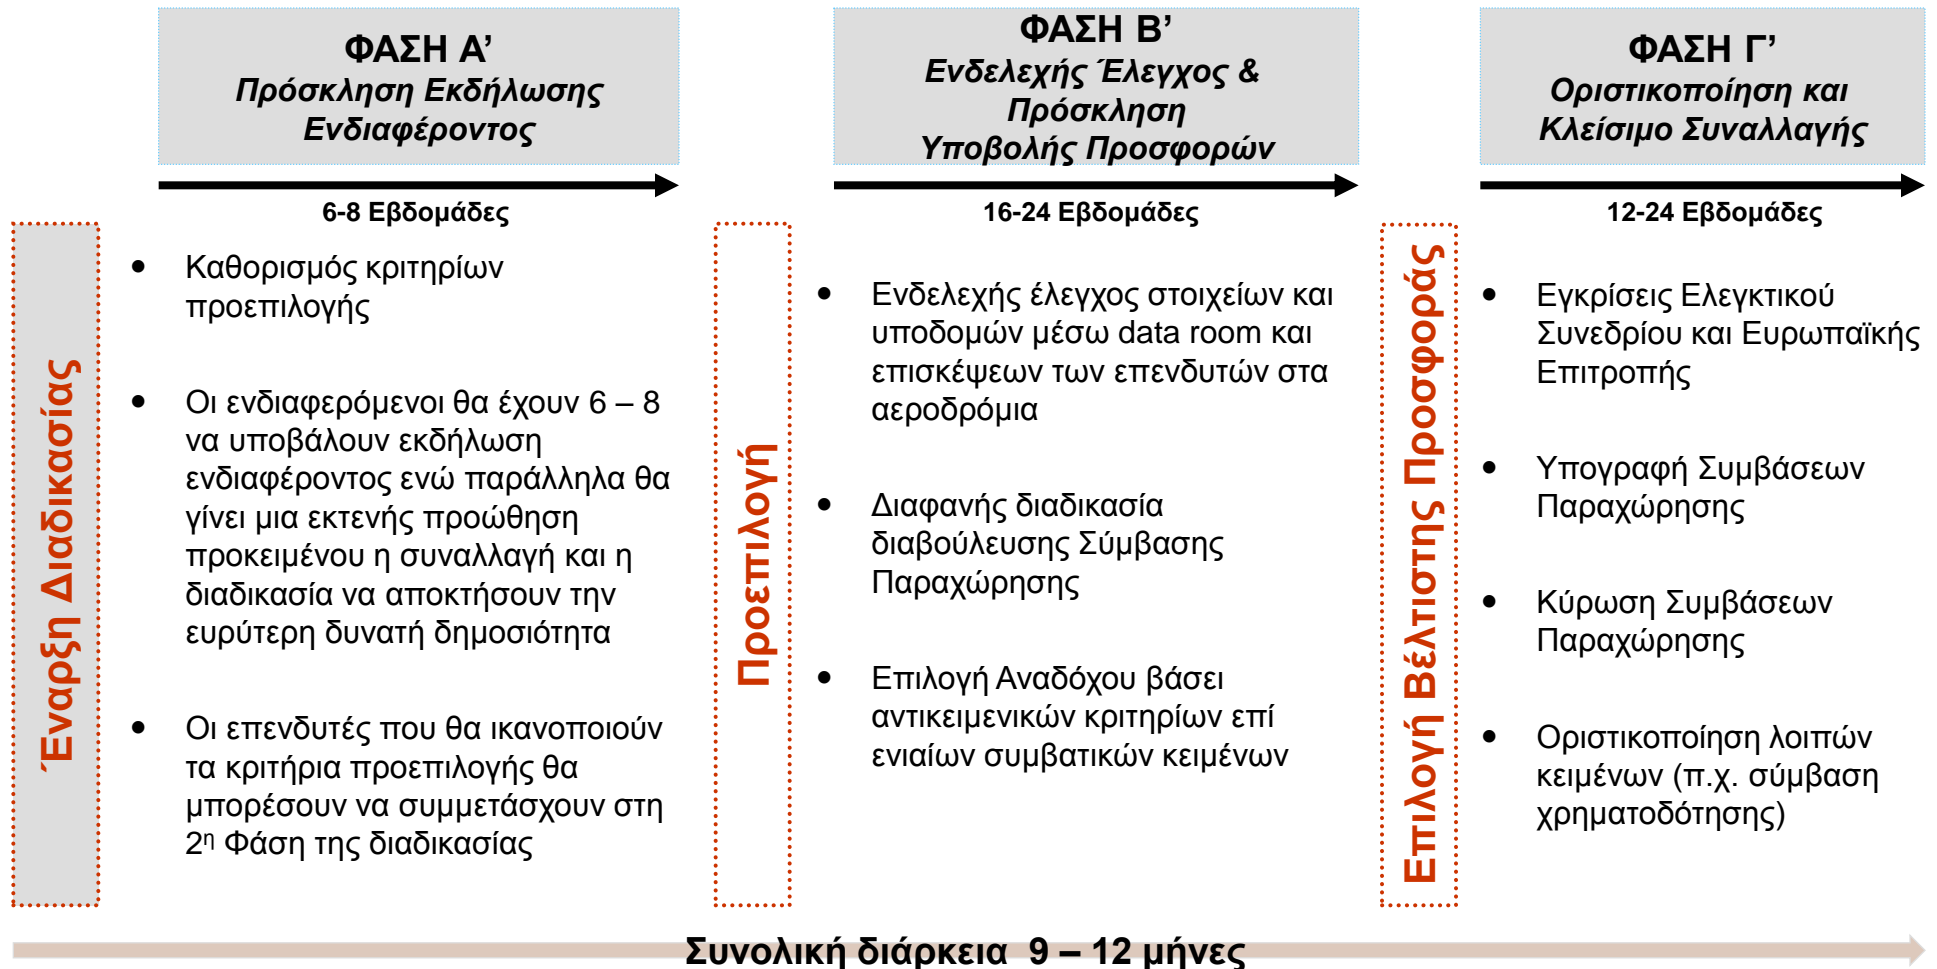 ΦΑΣΗ Α’
Πρόσκληση Εκδήλωσης
Ενδιαφέροντος
6-8 Εβδομάδες
Έναρξη Διαδικασίας
• Καθορισμός κριτηρίων
προεπιλογής
• Οι ενδιαφερόμενοι θα έχουν 6 – 8
να υποβάλουν εκδήλωση
ενδιαφέροντος ενώ παράλληλα θα
γίνει μια εκτενής προώθηση
προκειμένου η συναλλαγή και η
διαδικασία να αποκτήσουν την
ευρύτερη δυνατή δημοσιότητα
• Οι επενδυτές που θα ικανοποιούν
τα κριτήρια προεπιλογής θα
μπορέσουν να συμμετάσχουν στη
2η Φάση της διαδικασίας
ΦΑΣΗ Β’
Ενδελεχής Έλεγχος &
Πρόσκληση
Υποβολής Προσφορών
16-24 Εβδομάδες
Προεπιλογή
• Ενδελεχής έλεγχος στοιχείων και
υποδομών μέσω data room και
επισκέψεων των επενδυτών στα
αεροδρόμια
• Διαφανής διαδικασία
διαβούλευσης Σύμβασης
Παραχώρησης
• Επιλογή Αναδόχου βάσει
αντικειμενικών κριτηρίων επί
ενιαίων συμβατικών κειμένων
ΦΑΣΗ Γ’
Οριστικοποίηση και
Κλείσιμο Συναλλαγής
12-24 Εβδομάδες
Επιλογή Βέλτιστης Προσφοράς
• Εγκρίσεις Ελεγκτικού
Συνεδρίου και Ευρωπαϊκής
Επιτροπής
• Υπογραφή Συμβάσεων
Παραχώρησης
• Κύρωση Συμβάσεων
Παραχώρησης
• Οριστικοποίηση λοιπών
κειμένων (π.χ. σύμβαση
χρηματοδότησης)
Συνολική διάρκεια 9 – 12 μήνες